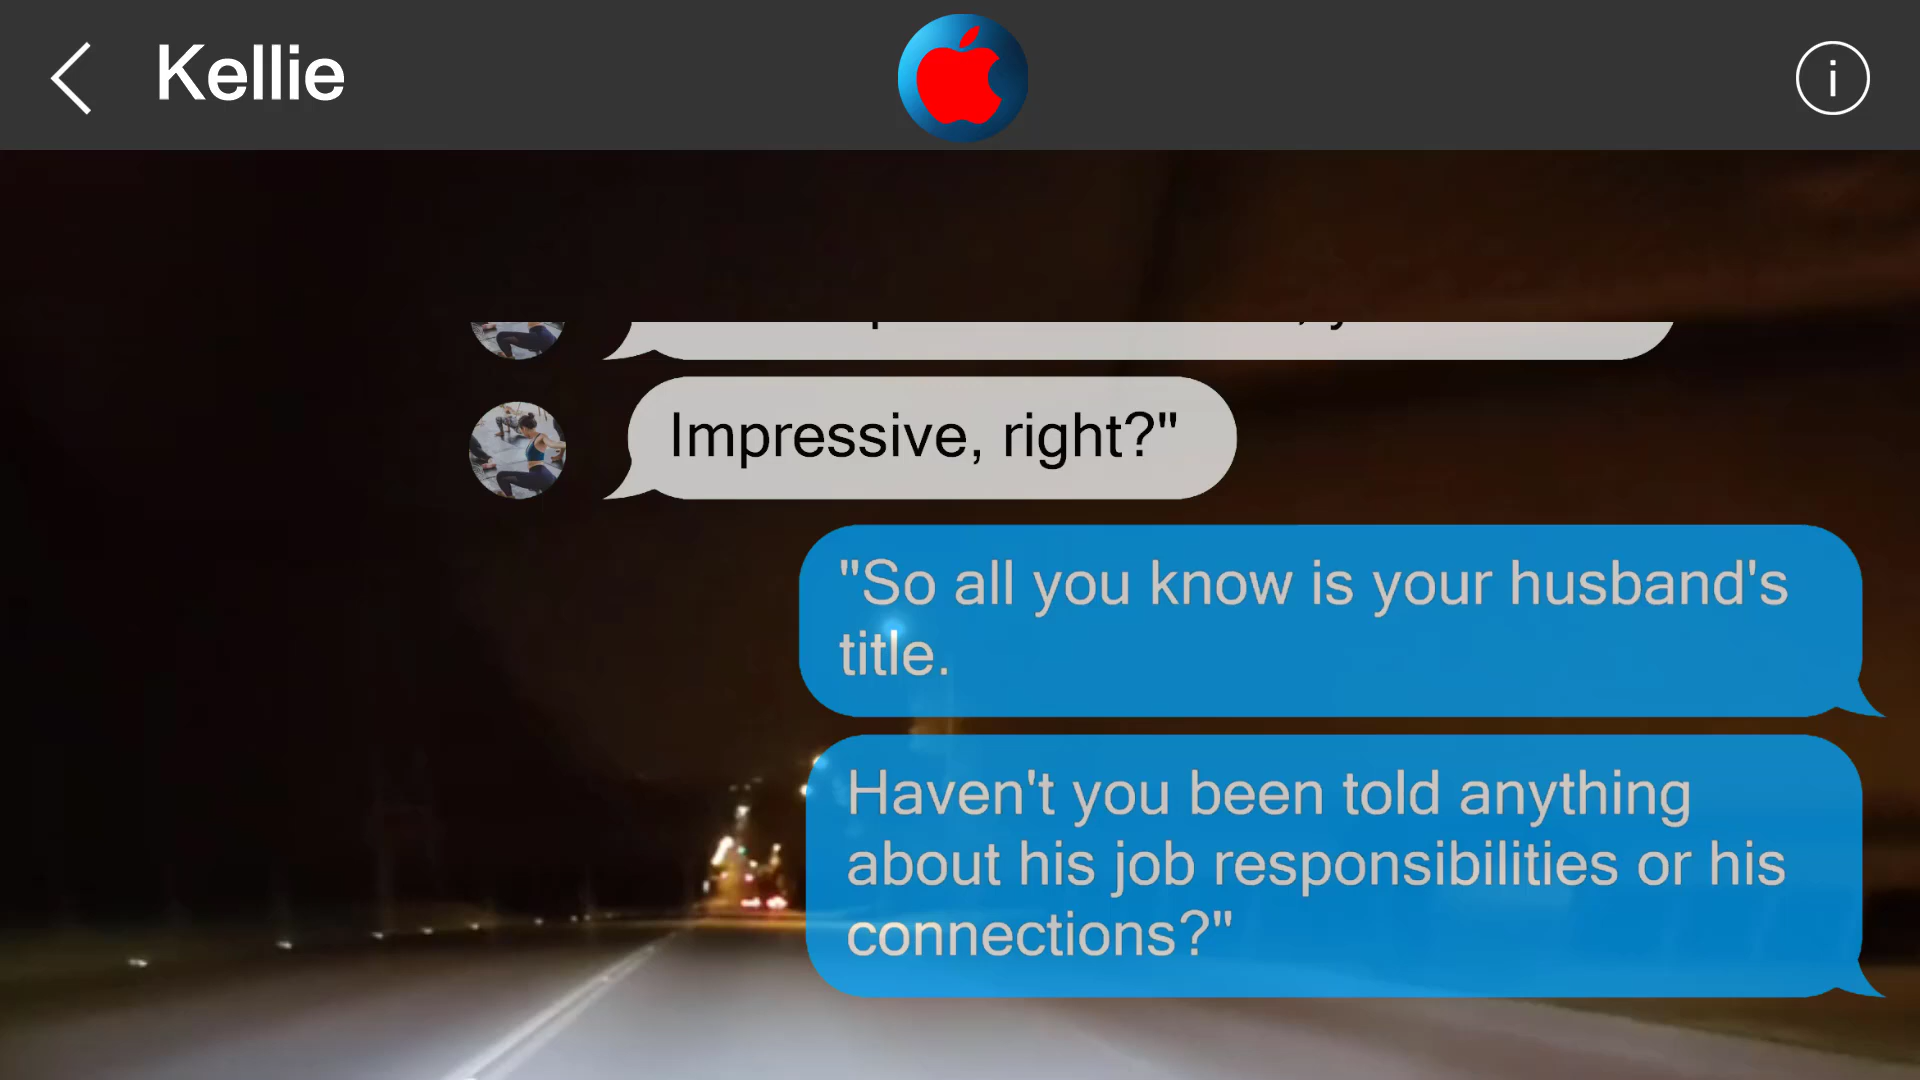 Kellie
Impressive, right?"
"So all you know is your husband's
title.
Haven't you been told anything
about his job responsibilities or his
connections?"